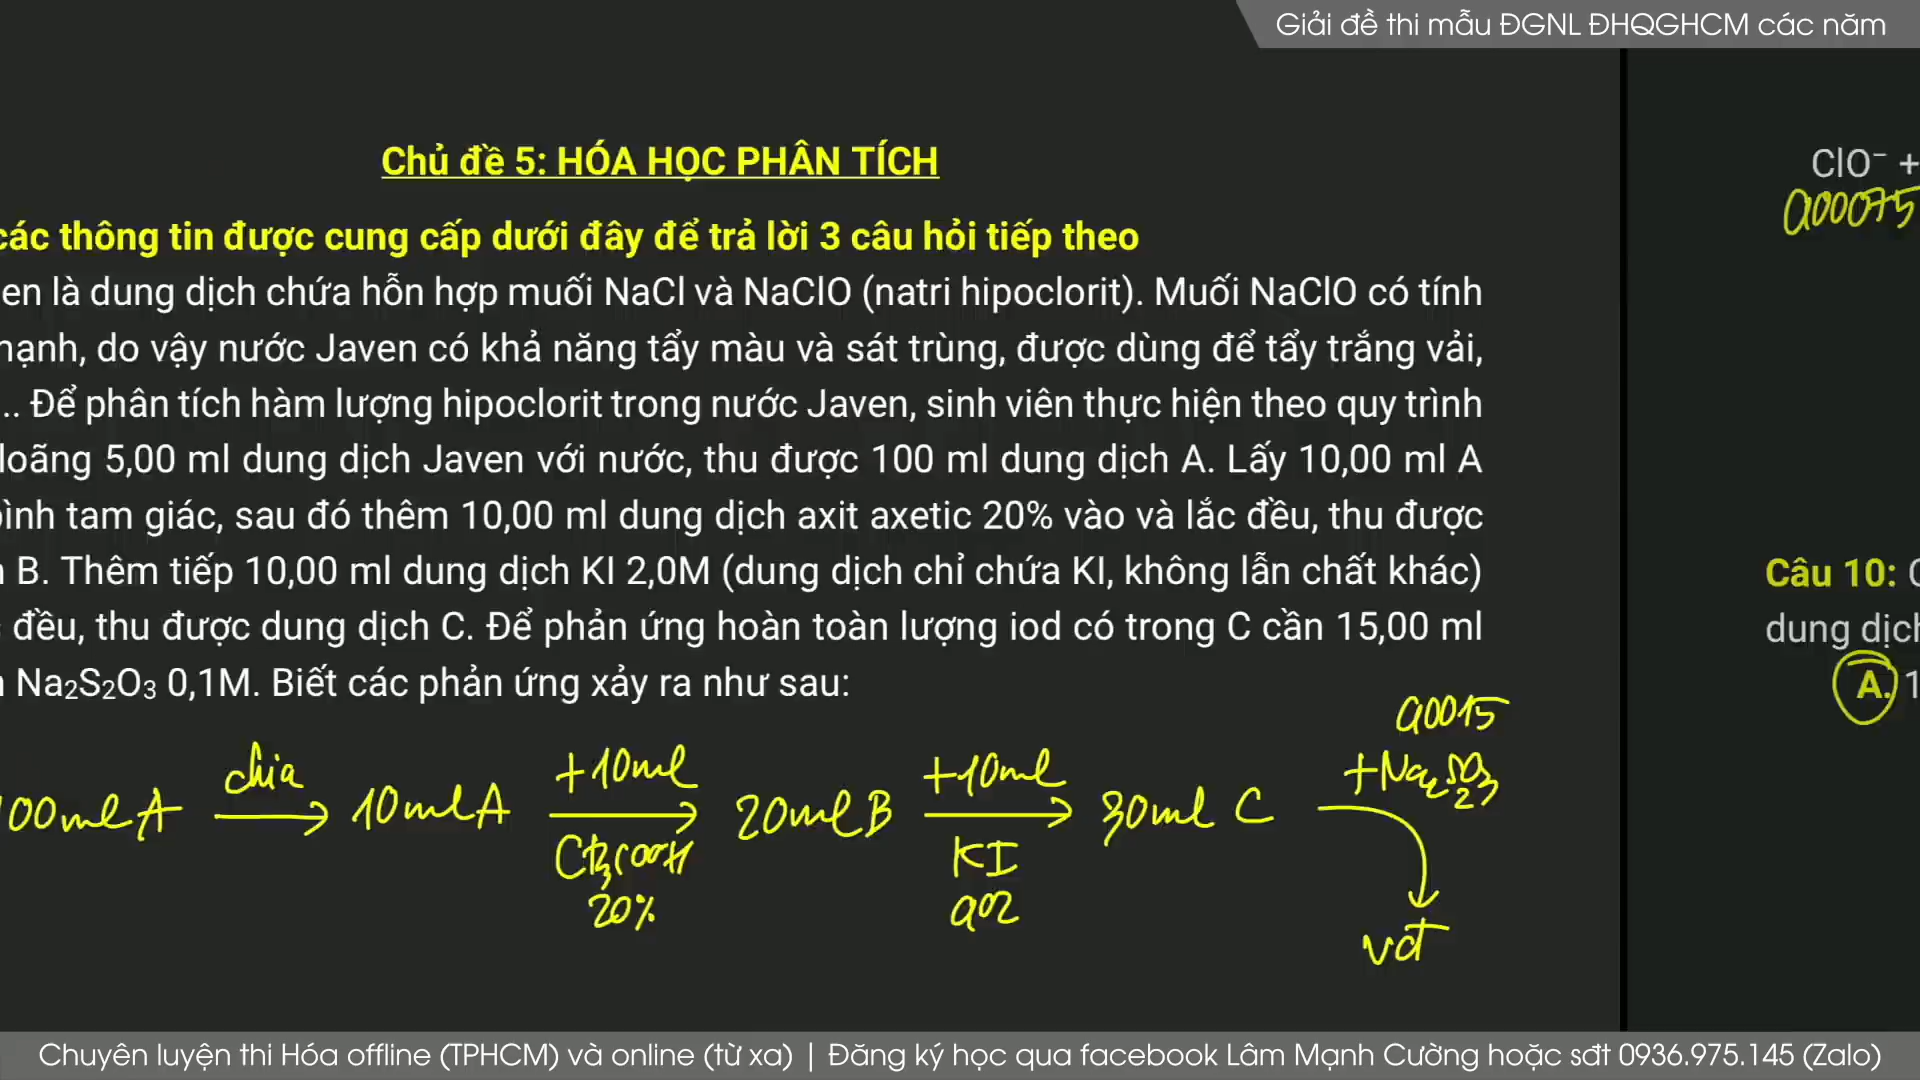 Giải đề thi mẫu ĐGNL ĐHQGHCM các năm
Chủ đề 5: HÓA HỌC PHÂN TÍCH
các thông tin được cung cấp dưới đây để trả lời 3 câu hỏi tiếp theo
en là dung dịch chứa hỗn hợp muối NaCl và NaClO (natri hipoclorit). Muối NaClO có tính
mạnh, do vậy nước Javen có khả năng tẩy màu và sát trùng, được dùng để tẩy trắng vải,
.. Để phân tích hàm lượng hipoclorit trong nước Javen, sinh viên thực hiện theo quy trình
loãng 5,00 ml dung dịch Javen với nước, thu được 100 ml dung dịch A. Lấy 10,00 ml A
bình tam giác, sau đó thêm 10,00 ml dung dịch axit axetic 20% vào và lắc đều, thu được
B. Thêm tiếp 10,00 ml dung dịch KI 2,0M (dung dịch chỉ chứa KI, không lẫn chất khác)
đều, thu được dung dịch C. Để phản ứng hoàn toàn lượng iod có trong C cần 15,00 ml
Na₂S₂O₃ 0,1M. Biết các phản ứng xảy ra như sau:
0,0015
chia +10ml +10ml +Na₂S₂O₃
100ml A → 10ml A → 20ml B → 30ml C
CH₃COOH KI
20% 0,02
vđ
ClO⁻ +
0,00075
Câu 10:
dung dịch
A. 1
Chuyên luyện thi Hóa offline (TPHCM) và online (từ xa) | Đăng ký học qua facebook Lâm Mạnh Cường hoặc sđt 0936.975.145 (Zalo)